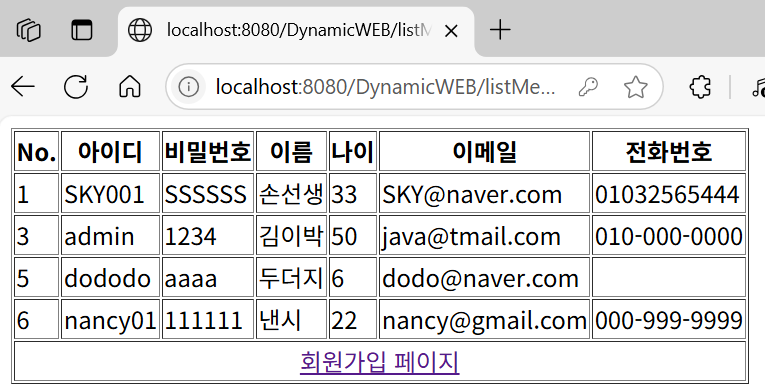 localhost:8080/DynamicWEB/listM
localhost:8080/DynamicWEB/listMe...
No. 아이디 비밀번호 이름 나이 이메일 전화번호
1 SKY001 SSSSSS 손선생 33 SKY@naver.com 01032565444
3 admin 1234 김이박 50 java@tmail.com 010-000-0000
5 dododo aaaa 두더지 6 dodo@naver.com
6 nancy01 111111 낸시 22 nancy@gmail.com 000-999-9999
회원가입 페이지